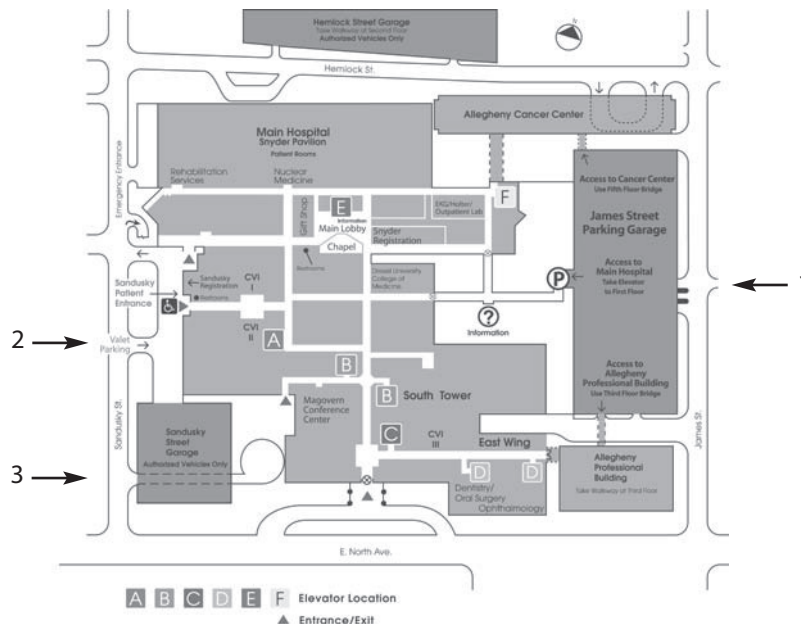 Hemlock Street Garage
Take Walkway at Second Floor
Authorized Vehicles Only
N
Hemlock St.
Allegheny Cancer Center
Main Hospital
Snyder Pavilion
Patient Rooms
Rehabilitation
Services
Nuclear
Medicine
Emergency Entrance
Gift Shop
E
Information
Main Lobby
Chapel
EKG/Holter/
Outpatient Lab
Snyder
Registration
F
Access to Cancer Center
Use Fifth Floor Bridge
James Street
Parking Garage
Access to
Main Hospital
Take Elevator
to First Floor
P
Restrooms
Sandusky
Registration
Restrooms
CVI
I
Drexel University
College of
Medicine
Sandusky
Patient
Entrance
CVI
II
?
Information
2
Valet
Parking
A
B
B
Access to
Allegheny
Professional Building
Use Third Floor Bridge
South Tower
Magovern
Conference
Center
Sandusky St.
James St.
Sandusky
Street
Garage
Authorized Vehicles Only
C
CVI
III
East Wing
D
D
Dentistry/
Oral Surgery
Ophthalmology
Allegheny
Professional
Building
Take Walkway at Third Floor
3
E. North Ave.
A B C D E F Elevator Location
Entrance/Exit